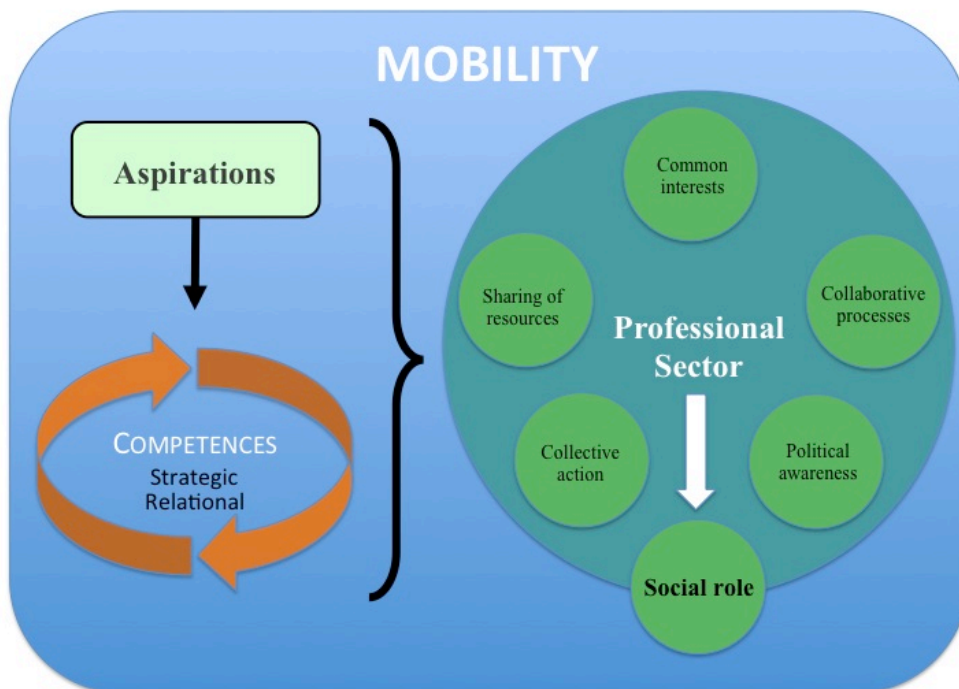 MOBILITY
Aspirations
COMPETENCES
Strategic
Relational
Common
interests
Sharing of
resources
Collaborative
processes
Professional
Sector
Collective
action
Political
awareness
Social role